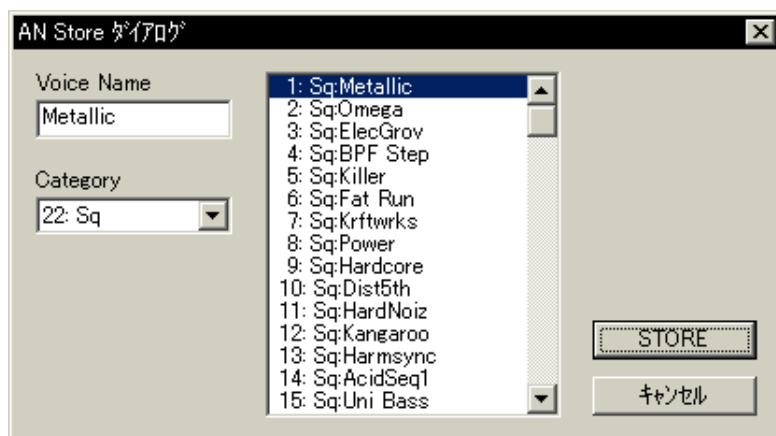 AN Store ﾀﾞｲｱﾛｸﾞ
Voice Name
Metallic
Category
22: Sq
1: Sq:Metallic
2: Sq:Omega
3: Sq:ElecGrov
4: Sq:BPF Step
5: Sq:Killer
6: Sq:Fat Run
7: Sq:Krftwrks
8: Sq:Power
9: Sq:Hardcore
10: Sq:Dist5th
11: Sq:HardNoiz
12: Sq:Kangaroo
13: Sq:Harmsync
14: Sq:AcidSeq1
15: Sq:Uni Bass
STORE
ｷｬﾝｾﾙ